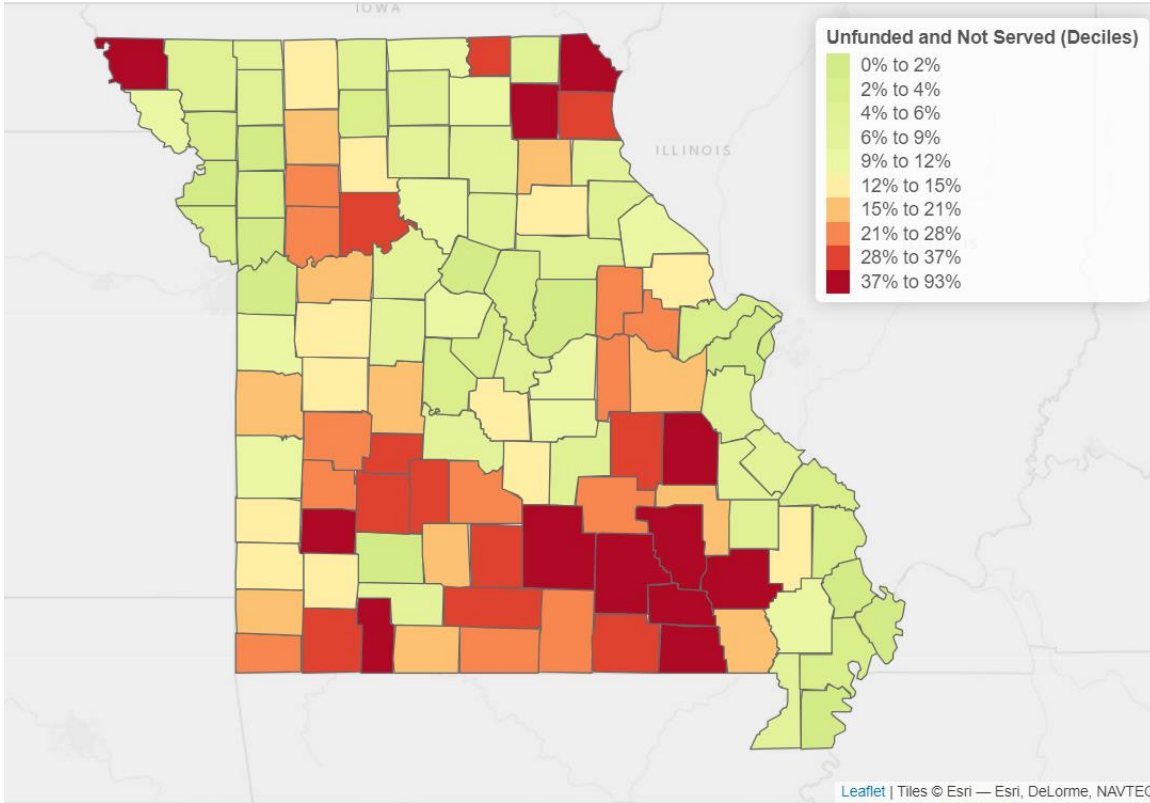 IOWA
Unfunded and Not Served (Deciles)
0% to 2%
2% to 4%
4% to 6%
6% to 9%
9% to 12%
12% to 15%
15% to 21%
21% to 28%
28% to 37%
37% to 93%
ILLINOIS
Leaflet | Tiles © Esri — Esri, DeLorme, NAVTEQ